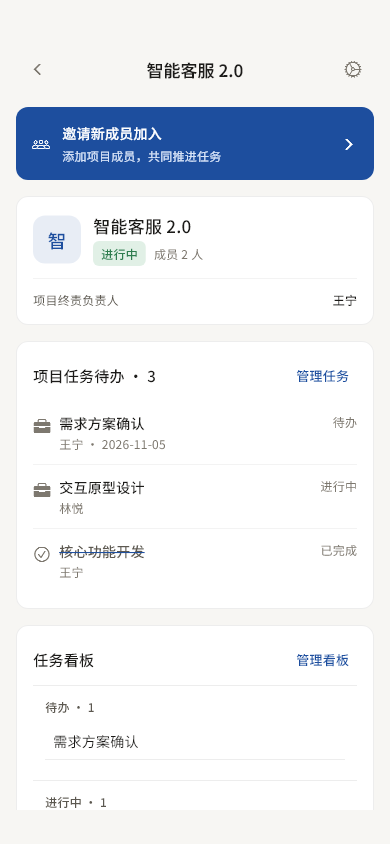 智能客服 2.0
邀请新成员加入
添加项目成员，共同推进任务
智
智能客服 2.0
进行中 成员 2 人
项目终责负责人 王宁
项目任务待办 · 3 管理任务
需求方案确认 待办
王宁 · 2026-11-05
交互原型设计 进行中
林悦
核心功能开发 已完成
王宁
任务看板 管理看板
待办 · 1
需求方案确认
进行中 · 1